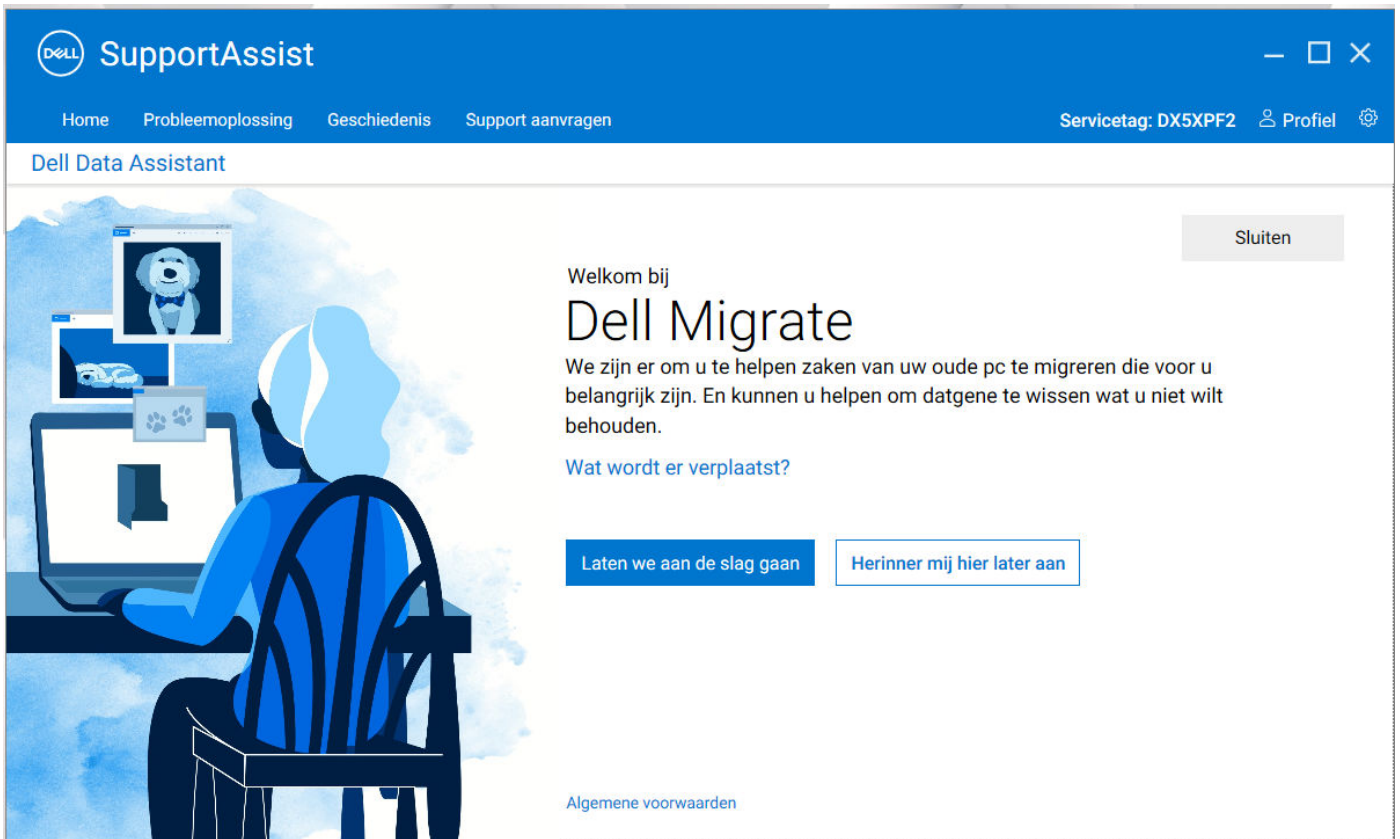 DELL SupportAssist
Home Probleemoplossing Geschiedenis Support aanvragen Servicetag: DX5XPF2 Profiel
Dell Data Assistant
Sluiten
Welkom bij
Dell Migrate
We zijn er om u te helpen zaken van uw oude pc te migreren die voor u
belangrijk zijn. En kunnen u helpen om datgene te wissen wat u niet wilt
behouden.
Wat wordt er verplaatst?
Laten we aan de slag gaan Herinner mij hier later aan
Algemene voorwaarden